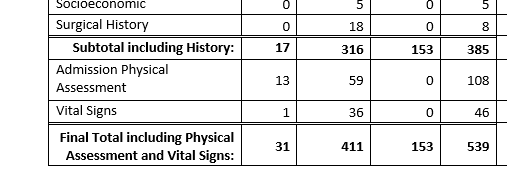 Socioeconomic 0 5 0 5
Surgical History 0 18 0 8
Subtotal including History: 17 316 153 385
Admission Physical
Assessment 13 59 0 108
Vital Signs 1 36 0 46
Final Total including Physical
Assessment and Vital Signs: 31 411 153 539